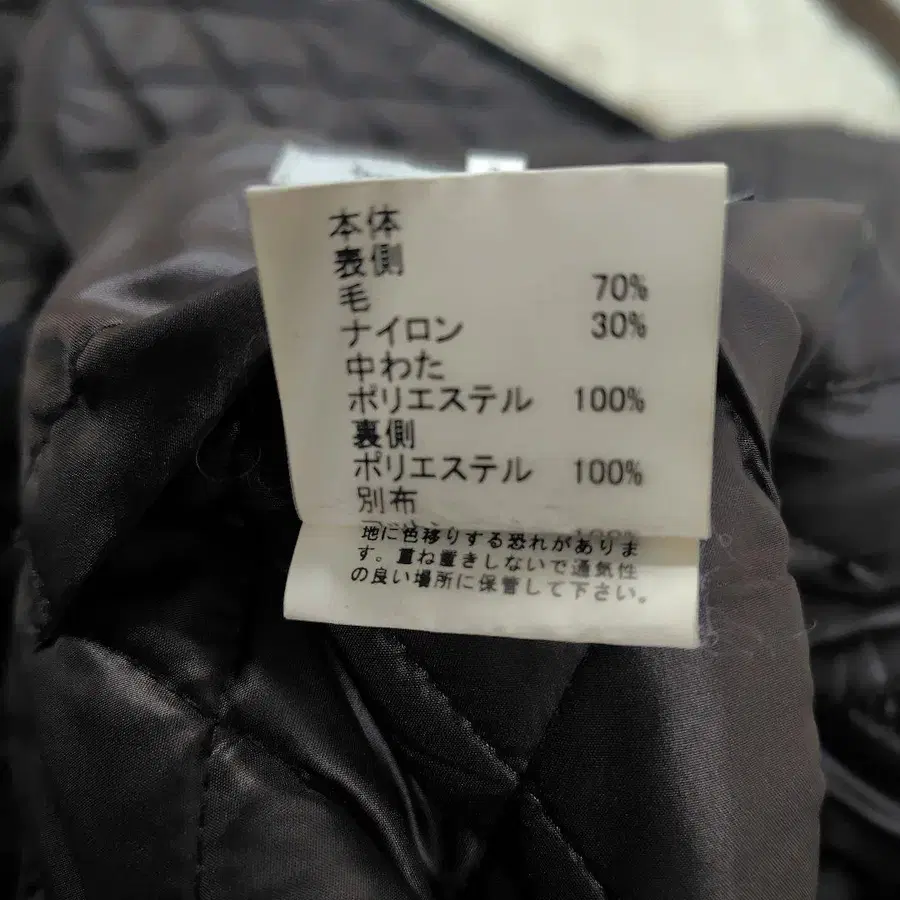 本体
表側
毛 70%
ナイロン 30%
中わた
ポリエステル 100%
裏側
ポリエステル 100%
別布
100%
地に色移りする恐れがありま
す。重ね置きしないで通気性
の良い場所に保管して下さい。